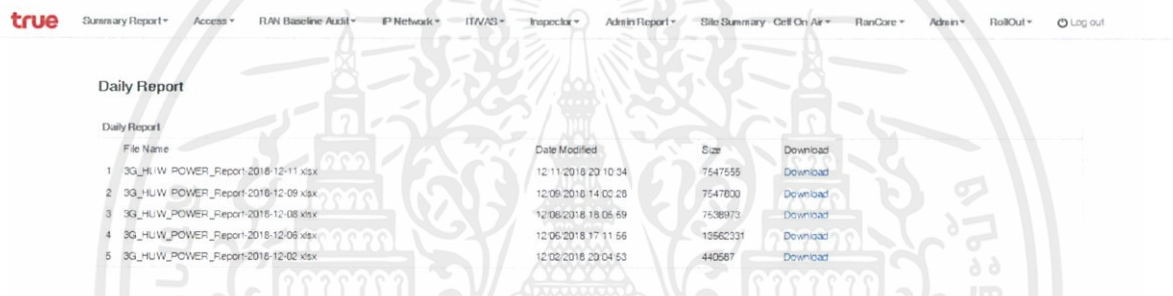 true Summary Report Access RAN Baseline Audit IP Network IT/VAS Inspector Admin Report Site Summary - Cell On Air RanCore Admin RollOut Log out
Daily Report
Daily Report
File Name Date Modified Size Download
1 3G_HUW_POWER_Report-2018-12-11.xlsx 12/11/2018 20:10:34 7547555 Download
2 3G_HUW_POWER_Report-2018-12-09.xlsx 12/09/2018 14:00:28 7547800 Download
3 3G_HUW_POWER_Report-2018-12-08.xlsx 12/08/2018 18:05:59 7538973 Download
4 3G_HUW_POWER_Report-2018-12-06.xlsx 12/06/2018 17:11:56 13562331 Download
5 3G_HUW_POWER_Report-2018-12-02.xlsx 12/02/2018 20:04:53 440587 Download